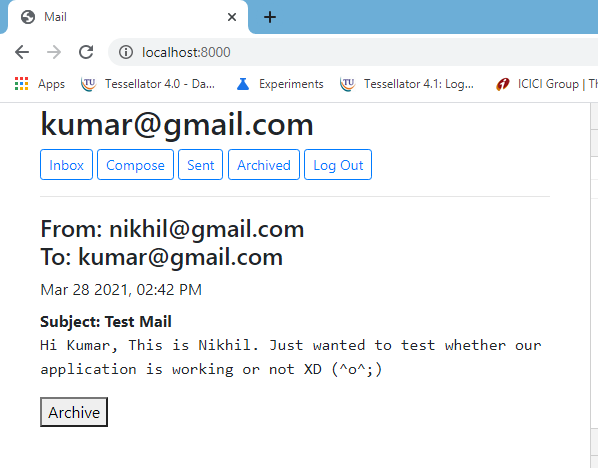 Mail
localhost:8000
Apps TU Tessellator 4.0 - Da... Experiments TU Tessellator 4.1: Log... ICICI Group | Th
kumar@gmail.com
Inbox Compose Sent Archived Log Out
From: nikhil@gmail.com
To: kumar@gmail.com
Mar 28 2021, 02:42 PM
Subject: Test Mail
Hi Kumar, This is Nikhil. Just wanted to test whether our
application is working or not XD (^o^;)
Archive